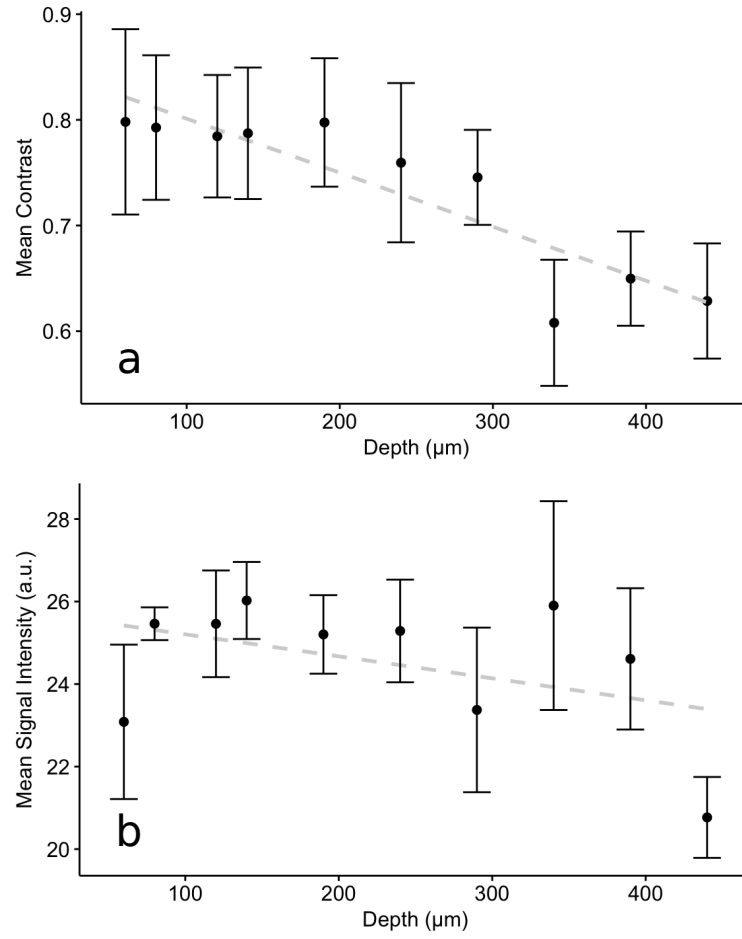 0.9
0.8
0.7
0.6
Mean Contrast
a
100 200 300 400
Depth (µm)
28
26
24
22
20
Mean Signal Intensity (a.u.)
b
100 200 300 400
Depth (µm)